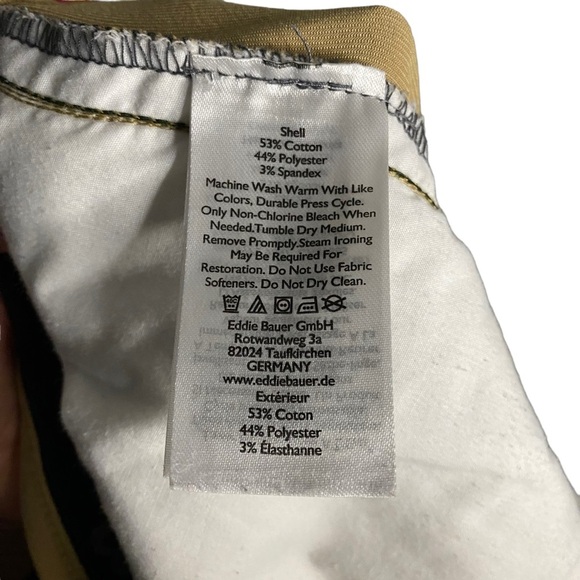 Shell
53% Cotton
44% Polyester
3% Spandex
Machine Wash Warm With Like
Colors, Durable Press Cycle.
Only Non-Chlorine Bleach When
Needed.Tumble Dry Medium.
Remove Promptly.Steam Ironing
May Be Required For
Restoration. Do Not Use Fabric
Softeners. Do Not Dry Clean.
Eddie Bauer GmbH
Rotwandweg 3a
82024 Taufkirchen
GERMANY
www.eddiebauer.de
Extérieur
53% Coton
44% Polyester
3% Élasthanne